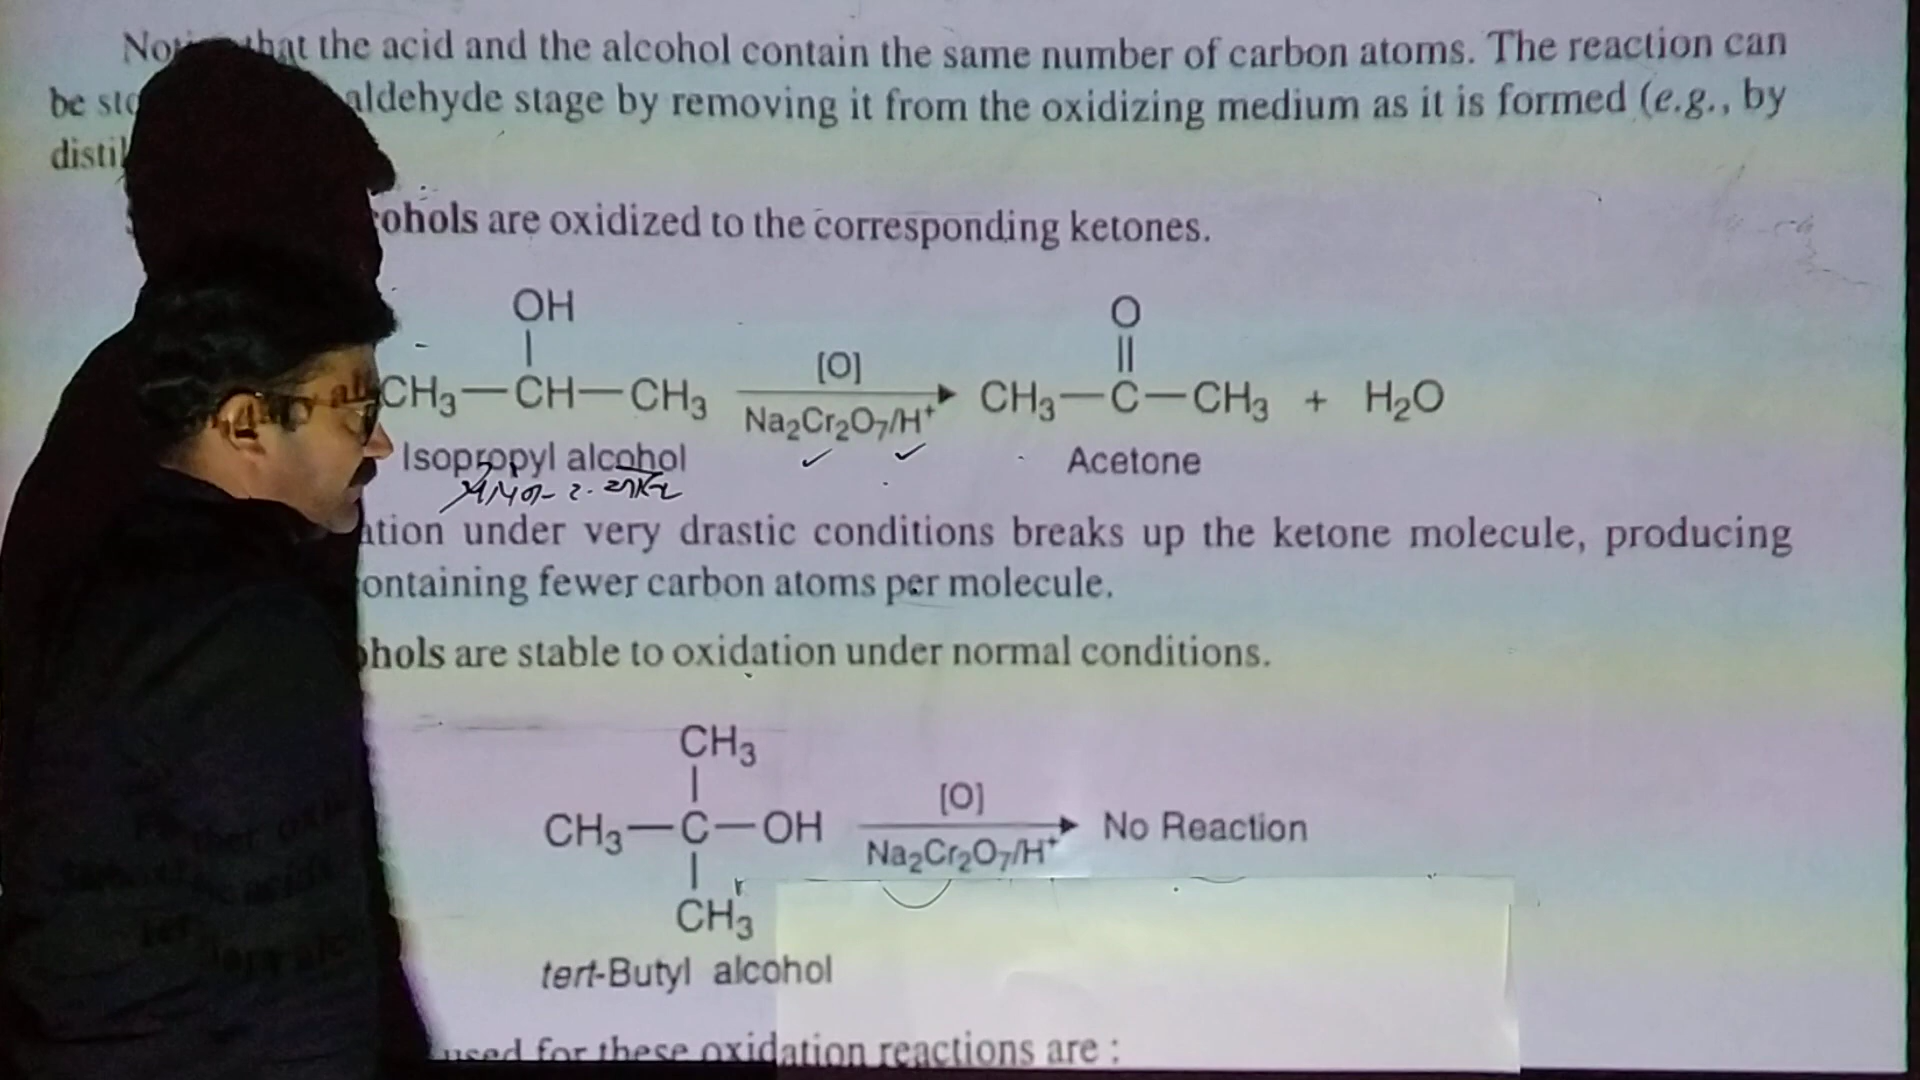 that the acid and the alcohol contain the same number of carbon atoms. The reaction can
be sto aldehyde stage by removing it from the oxidizing medium as it is formed (e.g., by
distil
cohols are oxidized to the corresponding ketones.
OH
CH₃—CH—CH₃ [O] Na₂Cr₂O₇/H⁺ CH₃—C—CH₃ + H₂O
O
Isopropyl alcohol Acetone
ation under very drastic conditions breaks up the ketone molecule, producing
ontaining fewer carbon atoms per molecule.
hols are stable to oxidation under normal conditions.
CH₃
CH₃—C—OH [O] Na₂Cr₂O₇/H⁺ No Reaction
CH₃
tert-Butyl alcohol
used for these oxidation reactions are :